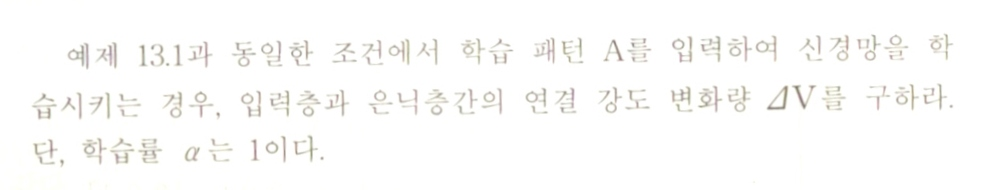 예제 13.1과 동일한 조건에서 학습 패턴 A를 입력하여 신경망을 학
습시키는 경우, 입력층과 은닉층간의 연결 강도 변화량 ⊿V를 구하라.
단, 학습률 α는 1이다.